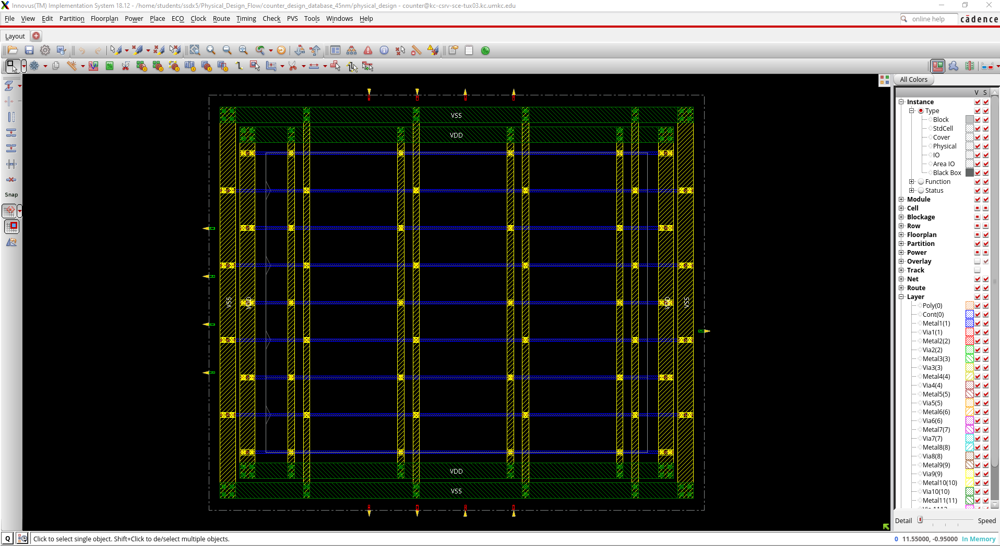 Innovus(TM) Implementation System 18.12 - /home/students/ssdx5/Physical_Design_Flow/counter_design_database_45nm/physical_design - counter@kc-csrv-sce-tux03.kc.umkc.edu
File View Edit Partition Floorplan Power Place ECO Clock Route Timing Check PVS Tools Windows Help
online help
cādence
Layout
All Colors
V S
Instance
Type
Block
StdCell
Cover
Physical
IO
Area IO
Black Box
Function
Status
Module
Cell
Blockage
Row
Floorplan
Partition
Power
Overlay
Track
Net
Route
Layer
Poly(0)
Cont(0)
Metal1(1)
Via1(1)
Metal2(2)
Via2(2)
Metal3(3)
Via3(3)
Metal4(4)
Via4(4)
Metal5(5)
Via5(5)
Metal6(6)
Via6(6)
Metal7(7)
Via7(7)
Metal8(8)
Via8(8)
Metal9(9)
Via9(9)
Metal10(10)
Via10(10)
Metal11(11)
Detail Speed
Snap
VSS
VDD
VSS
VDD
VDD
VSS
VDD
VSS
Q
Click to select single object. Shift+Click to de/select multiple objects.
0 11.55000, -0.95000 In Memory